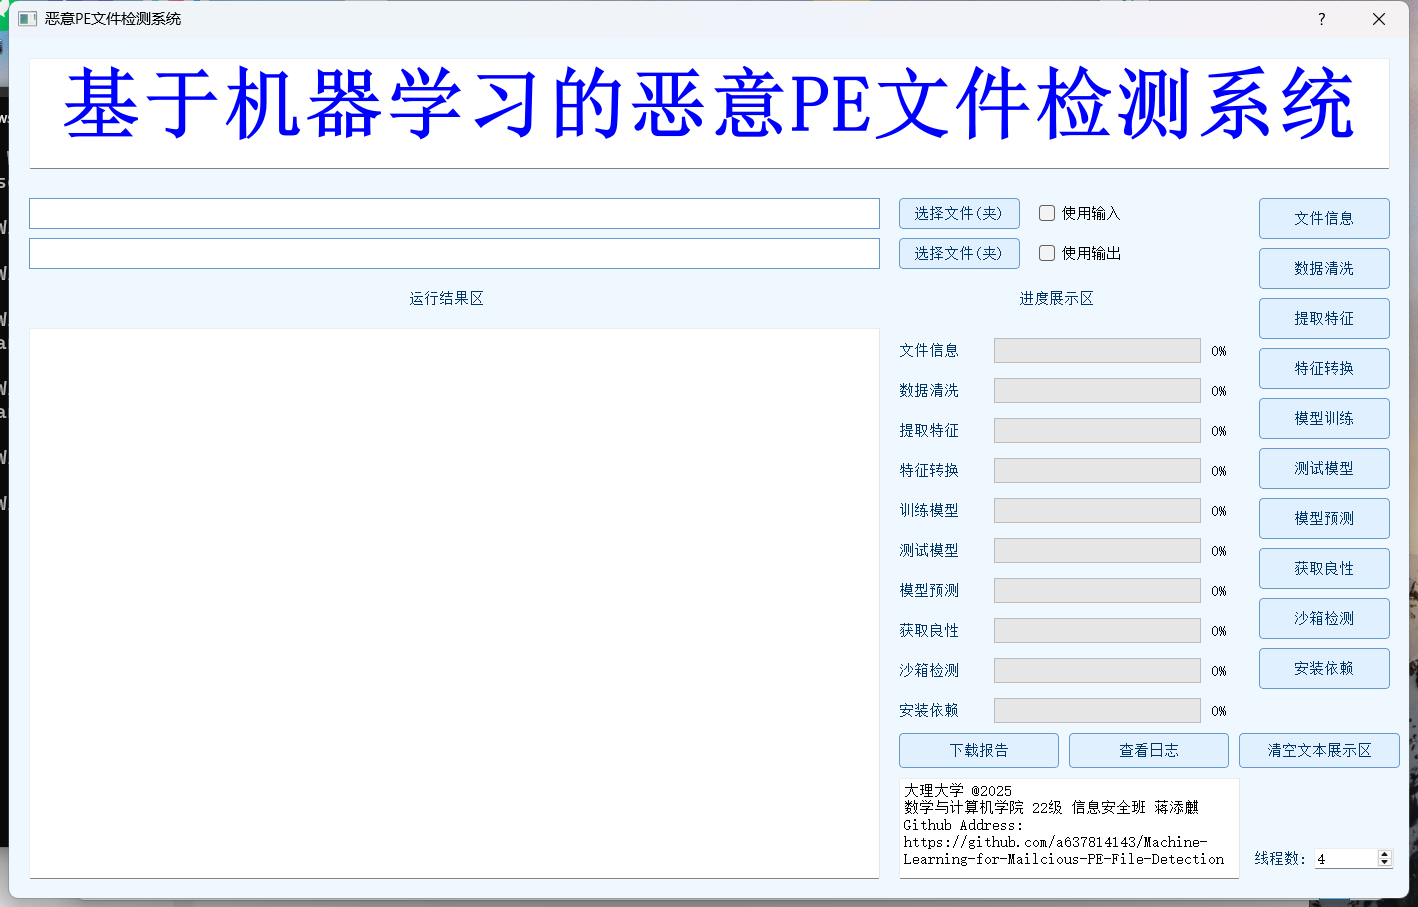 恶意PE文件检测系统
?
基于机器学习的恶意PE文件检测系统
选择文件(夹)
使用输入
选择文件(夹)
使用输出
运行结果区
进度展示区
文件信息 0%
数据清洗 0%
提取特征 0%
特征转换 0%
训练模型 0%
测试模型 0%
模型预测 0%
获取良性 0%
沙箱检测 0%
安装依赖 0%
文件信息
数据清洗
提取特征
特征转换
模型训练
测试模型
模型预测
获取良性
沙箱检测
安装依赖
下载报告
查看日志
清空文本展示区
大理大学 @2025
数学与计算机学院 22级 信息安全班 蒋添麒
Github Address:
https://github.com/a637814143/Machine-
Learning-for-Mailcious-PE-File-Detection
线程数: 4